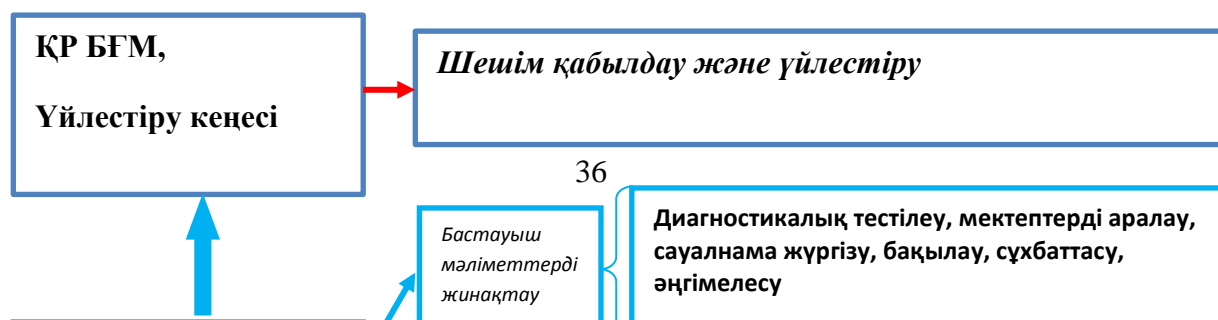 ҚР БҒМ,
Үйлестіру кеңесі
Шешім қабылдау және үйлестіру
36
Бастауыш
мәліметтерді
жинақтау
Диагностикалық тестілеу, мектептерді аралау,
сауалнама жүргізу, бақылау, сұхбаттасу,
әңгімелесу